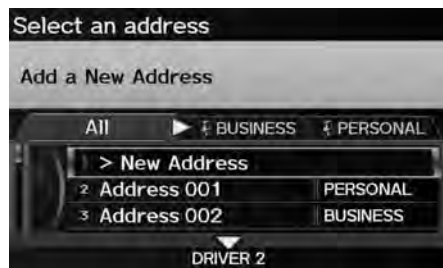 Select an address
Add a New Address
All BUSINESS PERSONAL
1 > New Address
2 Address 001 PERSONAL
3 Address 002 BUSINESS
DRIVER 2